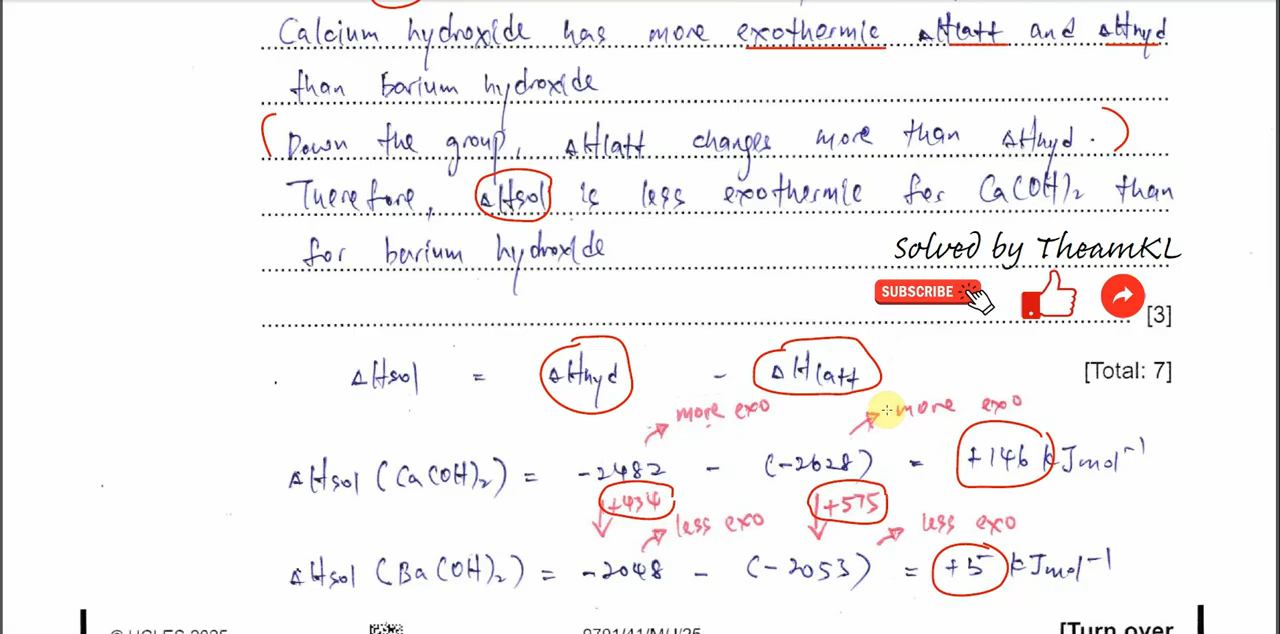 Calcium hydroxide has more exothermic ΔHlatt and ΔHhyd
than barium hydroxide
(Down the group, ΔHlatt changes more than ΔHhyd.)
Therefore, ΔHsol is less exothermic for Ca(OH)2 than
for barium hydroxide
Solved by TheamKL
SUBSCRIBE
[3]
ΔHsol = ΔHhyd - ΔHlatt
[Total: 7]
more exo more exo
ΔHsol (Ca(OH)2) = -2482 - (-2628) = +146 kJmol-1
+434 +575
less exo less exo
ΔHsol (Ba(OH)2) = -2048 - (-2053) = +5 kJmol-1
[Turn over